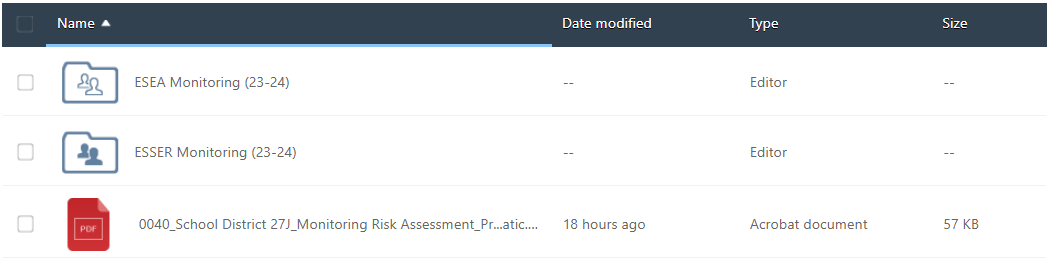 Name Date modified Type Size
ESEA Monitoring (23-24) -- Editor --
ESSER Monitoring (23-24) -- Editor --
PDF 0040_School District 27J_Monitoring Risk Assessment_Pr...atic.... 18 hours ago Acrobat document 57 KB